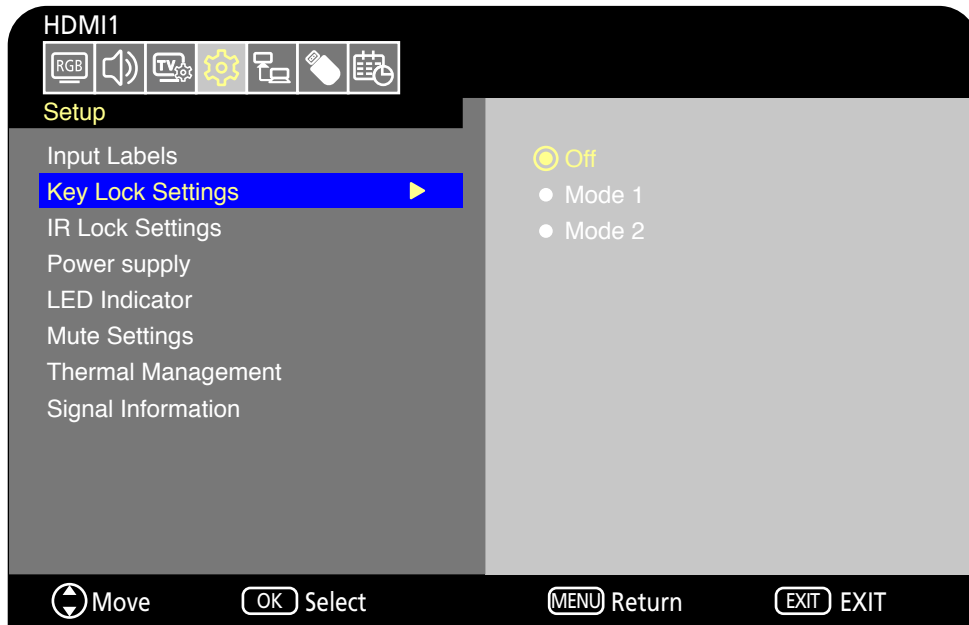 HDMI1
RGB TV
Setup
Input Labels
Key Lock Settings
IR Lock Settings
Power supply
LED Indicator
Mute Settings
Thermal Management
Signal Information
Off
Mode 1
Mode 2
Move OK Select MENU Return EXIT EXIT